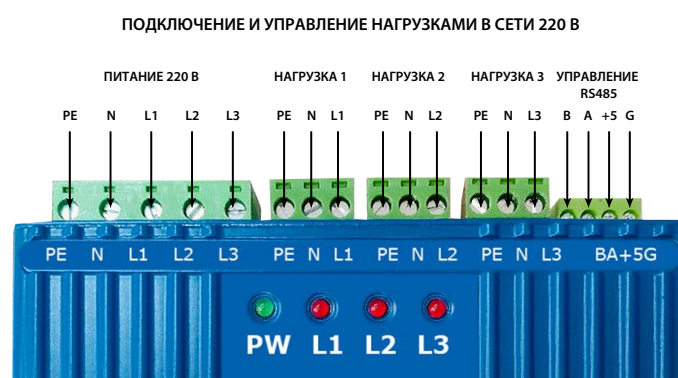 ПОДКЛЮЧЕНИЕ И УПРАВЛЕНИЕ НАГРУЗКАМИ В СЕТИ 220 В
ПИТАНИЕ 220 В НАГРУЗКА 1 НАГРУЗКА 2 НАГРУЗКА 3 УПРАВЛЕНИЕ
RS485
PE N L1 L2 L3 PE N L1 PE N L2 PE N L3 B A +5 G
PE N L1 L2 L3 PE N L1 PE N L2 PE N L3 BA+5G
PW L1 L2 L3